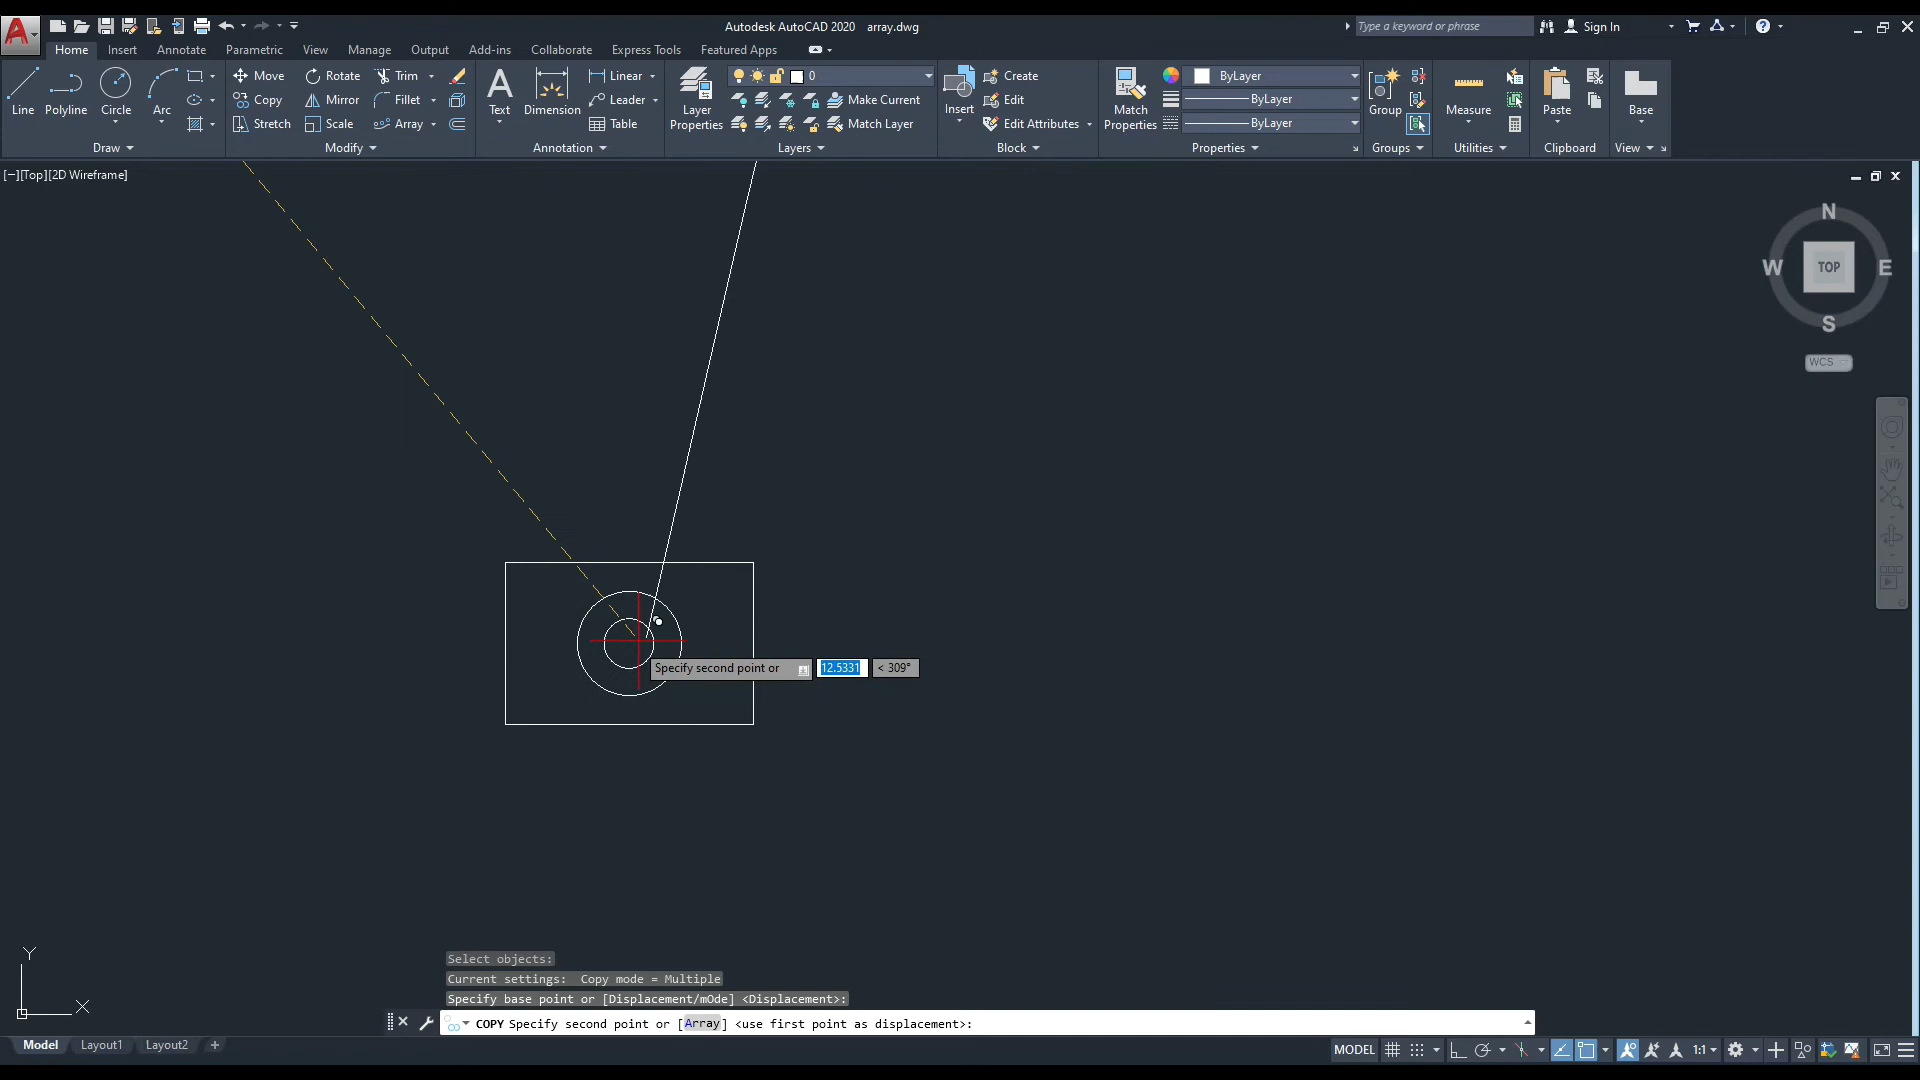 Autodesk AutoCAD 2020 array.dwg
Type a keyword or phrase
Sign In
Home Insert Annotate Parametric View Manage Output Add-ins Collaborate Express Tools Featured Apps
Line Polyline Circle Arc
Draw
Move Rotate Trim
Copy Mirror Fillet
Stretch Scale Array
Modify
Text Dimension
Linear
Leader
Table
Annotation
Layer Properties
0
Make Current
Match Layer
Layers
Insert
Create
Edit
Edit Attributes
Block
Match Properties
ByLayer
ByLayer
ByLayer
Properties
Group
Groups
Measure
Utilities
Paste
Clipboard
Base
View
[−][Top][2D Wireframe]
N
W TOP E
S
WCS
Specify second point or 12.5331 < 309°
Y
X
Select objects:
Current settings: Copy mode = Multiple
Specify base point or [Displacement/mOde] <Displacement>:
COPY Specify second point or [Array] <use first point as displacement>:
Model Layout1 Layout2 +
MODEL 1:1